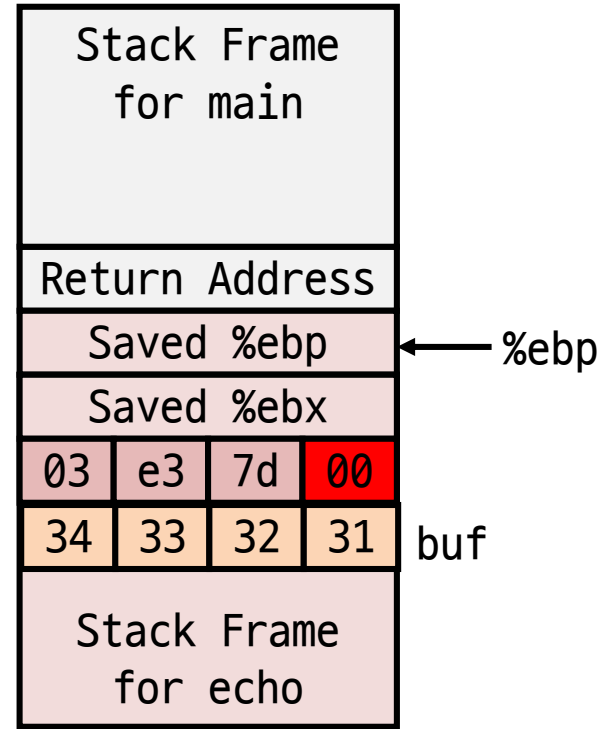 Stack Frame
for main
Return Address
Saved %ebp
%ebp
Saved %ebx
03 e3 7d 00
34 33 32 31 buf
Stack Frame
for echo